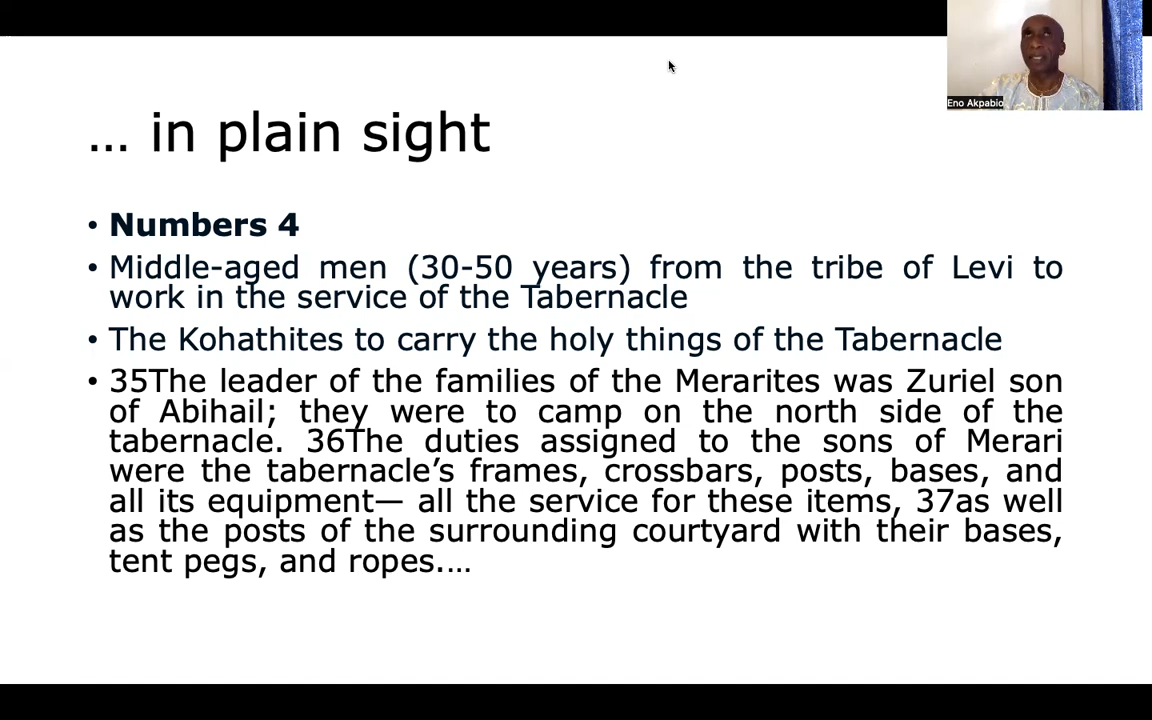 Eno Akpabio
… in plain sight
• Numbers 4
• Middle-aged men (30-50 years) from the tribe of Levi to
work in the service of the Tabernacle
• The Kohathites to carry the holy things of the Tabernacle
• 35The leader of the families of the Merarites was Zuriel son
of Abihail; they were to camp on the north side of the
tabernacle. 36The duties assigned to the sons of Merari
were the tabernacle’s frames, crossbars, posts, bases, and
all its equipment— all the service for these items, 37as well
as the posts of the surrounding courtyard with their bases,
tent pegs, and ropes.…